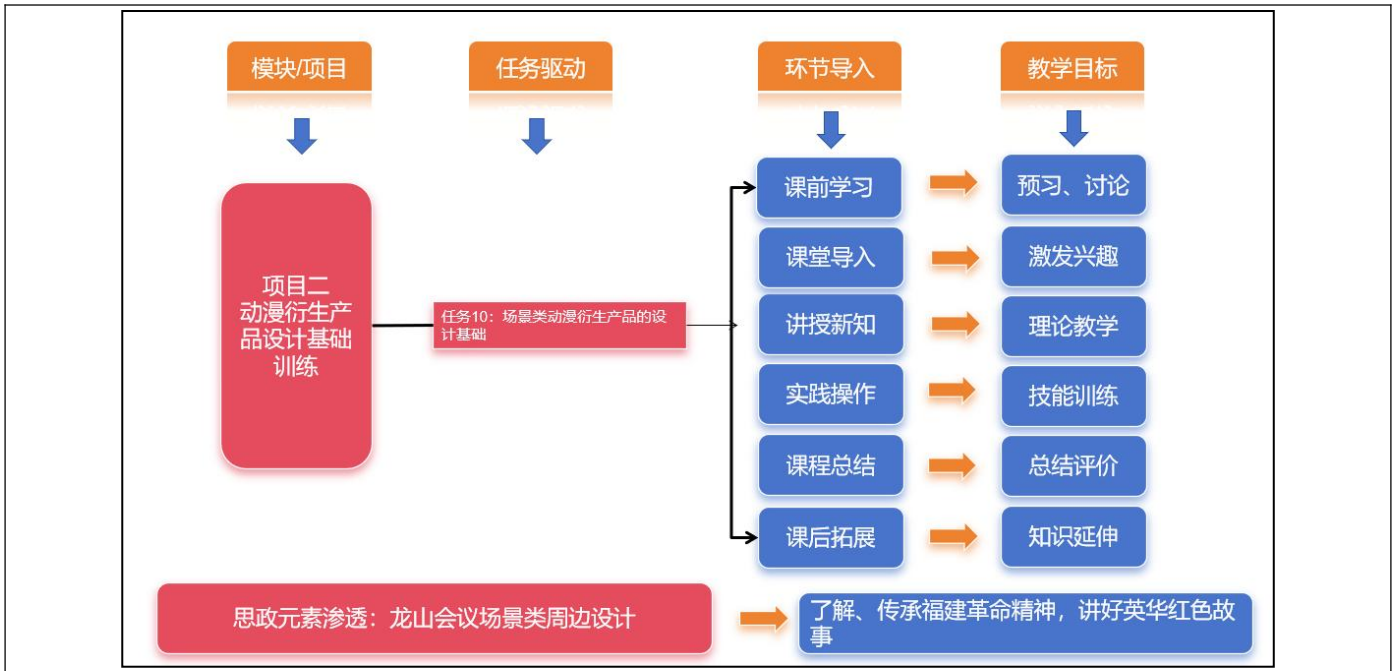 模块/项目
任务驱动
环节导入
教学目标
项目二
动漫衍生产
品设计基础
训练
任务10：场景类动漫衍生产品的设
计基础
课前学习
预习、讨论
课堂导入
激发兴趣
讲授新知
理论教学
实践操作
技能训练
课程总结
总结评价
课后拓展
知识延伸
思政元素渗透：龙山会议场景类周边设计
了解、传承福建革命精神，讲好英华红色故
事